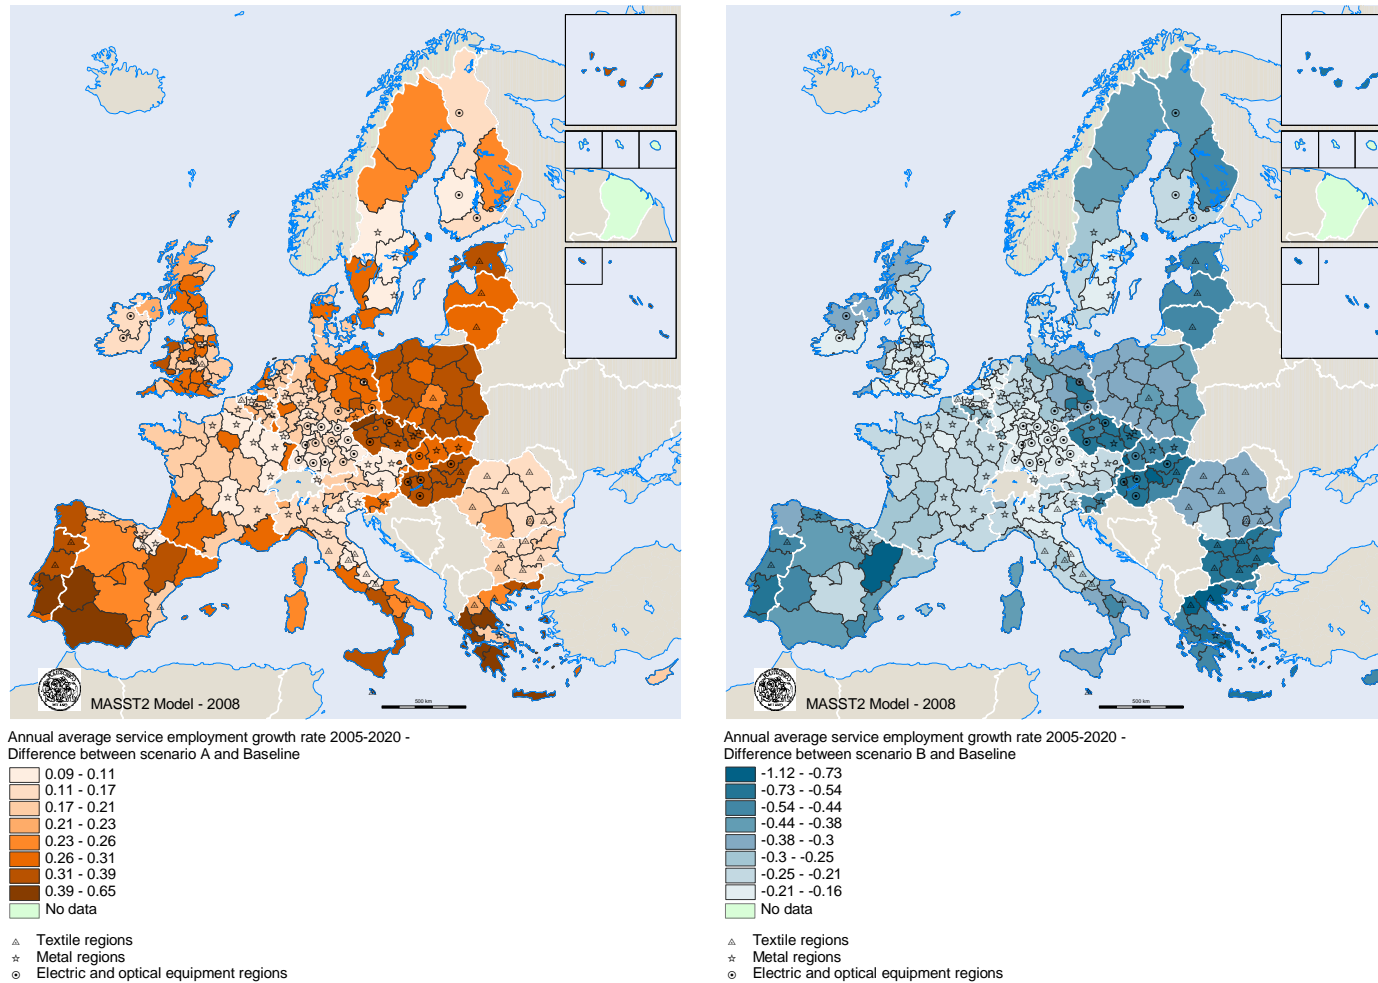 MASST2 Model - 2008
500 km
Annual average service employment growth rate 2005-2020 -
Difference between scenario A and Baseline
0.09 - 0.11
0.11 - 0.17
0.17 - 0.21
0.21 - 0.23
0.23 - 0.26
0.26 - 0.31
0.31 - 0.39
0.39 - 0.65
No data
Textile regions
Metal regions
Electric and optical equipment regions
MASST2 Model - 2008
500 km
Annual average service employment growth rate 2005-2020 -
Difference between scenario B and Baseline
-1.12 - -0.73
-0.73 - -0.54
-0.54 - -0.44
-0.44 - -0.38
-0.38 - -0.3
-0.3 - -0.25
-0.25 - -0.21
-0.21 - -0.16
No data
Textile regions
Metal regions
Electric and optical equipment regions